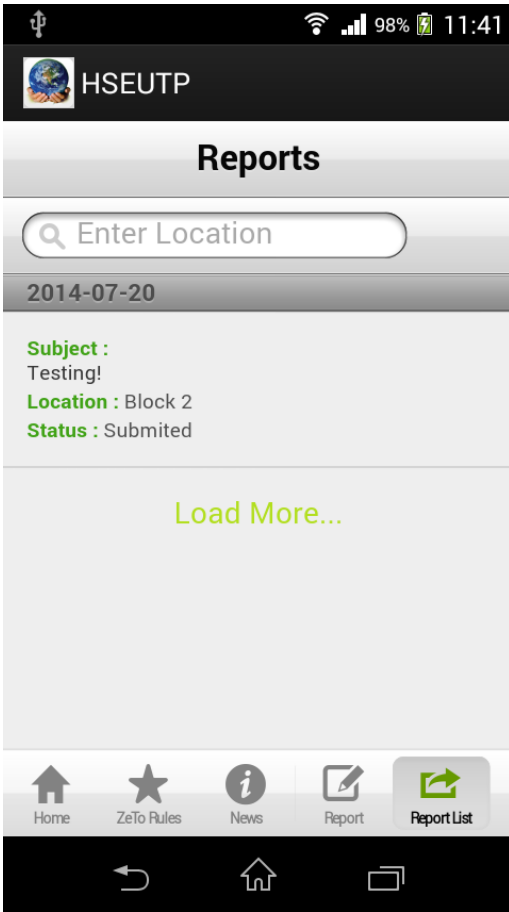 98% 11:41
HSEUTP
Reports
Enter Location
2014-07-20
Subject :
Testing!
Location : Block 2
Status : Submited
Load More...
Home ZeTo Rules News Report Report List